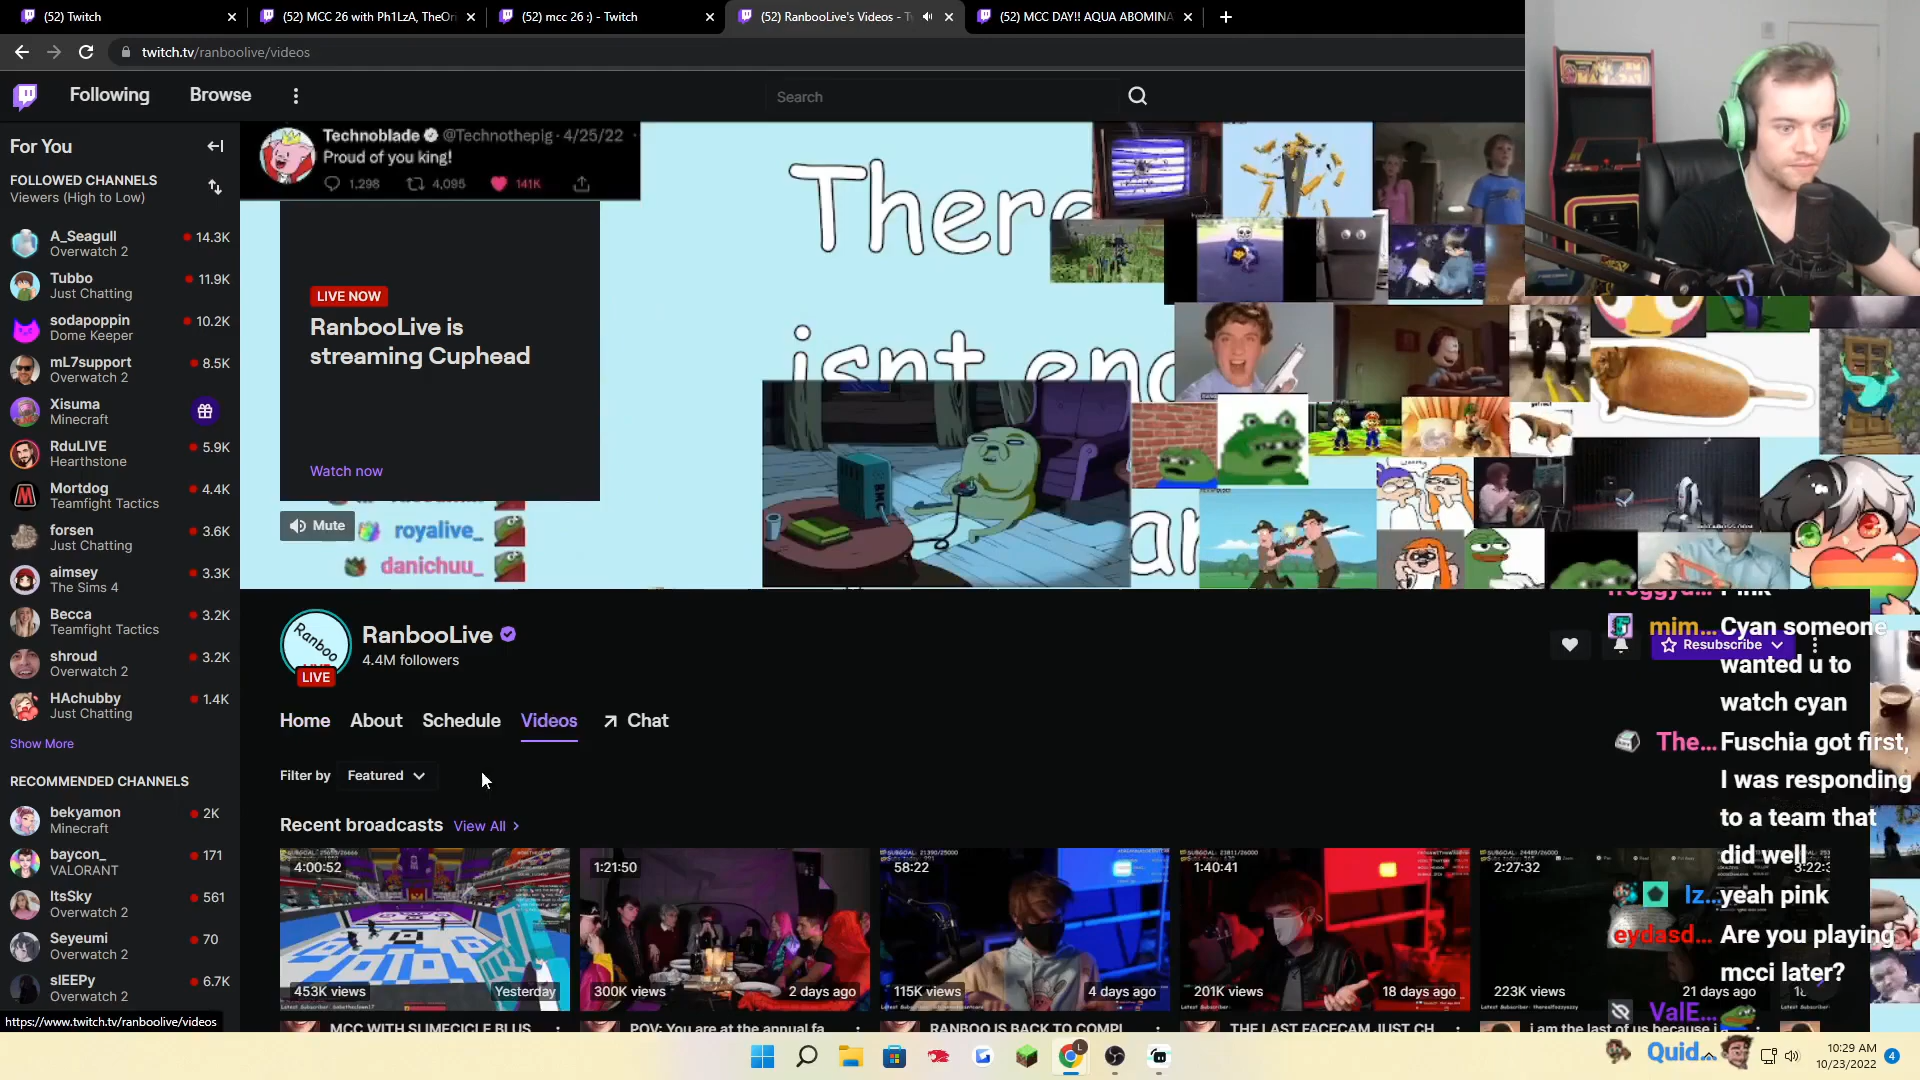 (52) Twitch
(52) MCC 26 with Ph1LzA, TheOri
(52) mcc 26 :) - Twitch
(52) RanbooLive's Videos - Tw
(52) MCC DAY!! AQUA ABOMINA
twitch.tv/ranboolive/videos
Following
Browse
Search
For You
FOLLOWED CHANNELS
Viewers (High to Low)
A_Seagull
14.3K
Overwatch 2
Tubbo
11.9K
Just Chatting
sodapoppin
10.2K
Dome Keeper
mL7support
8.5K
Overwatch 2
Xisuma
Minecraft
RduLIVE
5.9K
Hearthstone
Mortdog
4.4K
Teamfight Tactics
forsen
3.6K
Just Chatting
aimsey
3.3K
The Sims 4
Becca
3.2K
Teamfight Tactics
shroud
3.2K
Overwatch 2
HAchubby
1.4K
Just Chatting
Show More
RECOMMENDED CHANNELS
bekyamon
2K
Minecraft
baycon_
171
VALORANT
ItsSky
561
Overwatch 2
Seyeumi
70
Overwatch 2
slEEPy
6.7K
Overwatch 2
https://www.twitch.tv/ranboolive/videos
Technoblade @Technothepig · 4/25/22
Proud of you king!
1,298
4,095
141K
There
isnt eno
LIVE NOW
RanbooLive is
streaming Cuphead
Watch now
Mute
royalive_
danichuu_
Ranboo
LIVE
RanbooLive
4.4M followers
Resubscribe
Home
About
Schedule
Videos
Chat
Filter by
Featured
Recent broadcasts
View All
4:00:52
453K views
Yesterday
MCC WITH SLIMECICLE BLUS
1:21:50
300K views
2 days ago
POV: You are at the annual fa
58:22
115K views
4 days ago
RANBOO IS BACK TO COMPL
1:40:41
201K views
18 days ago
THE LAST FACECAM JUST CH
2:27:32
223K views
21 days ago
i am the last of us because i
3:22:3
mim... Cyan someone
wanted u to
watch cyan
The... Fuschia got first,
I was responding
to a team that
did well
Iz... yeah pink
eydasd... Are you playing
mcci later?
ValE...
Quid...
10:29 AM
10/23/2022
4